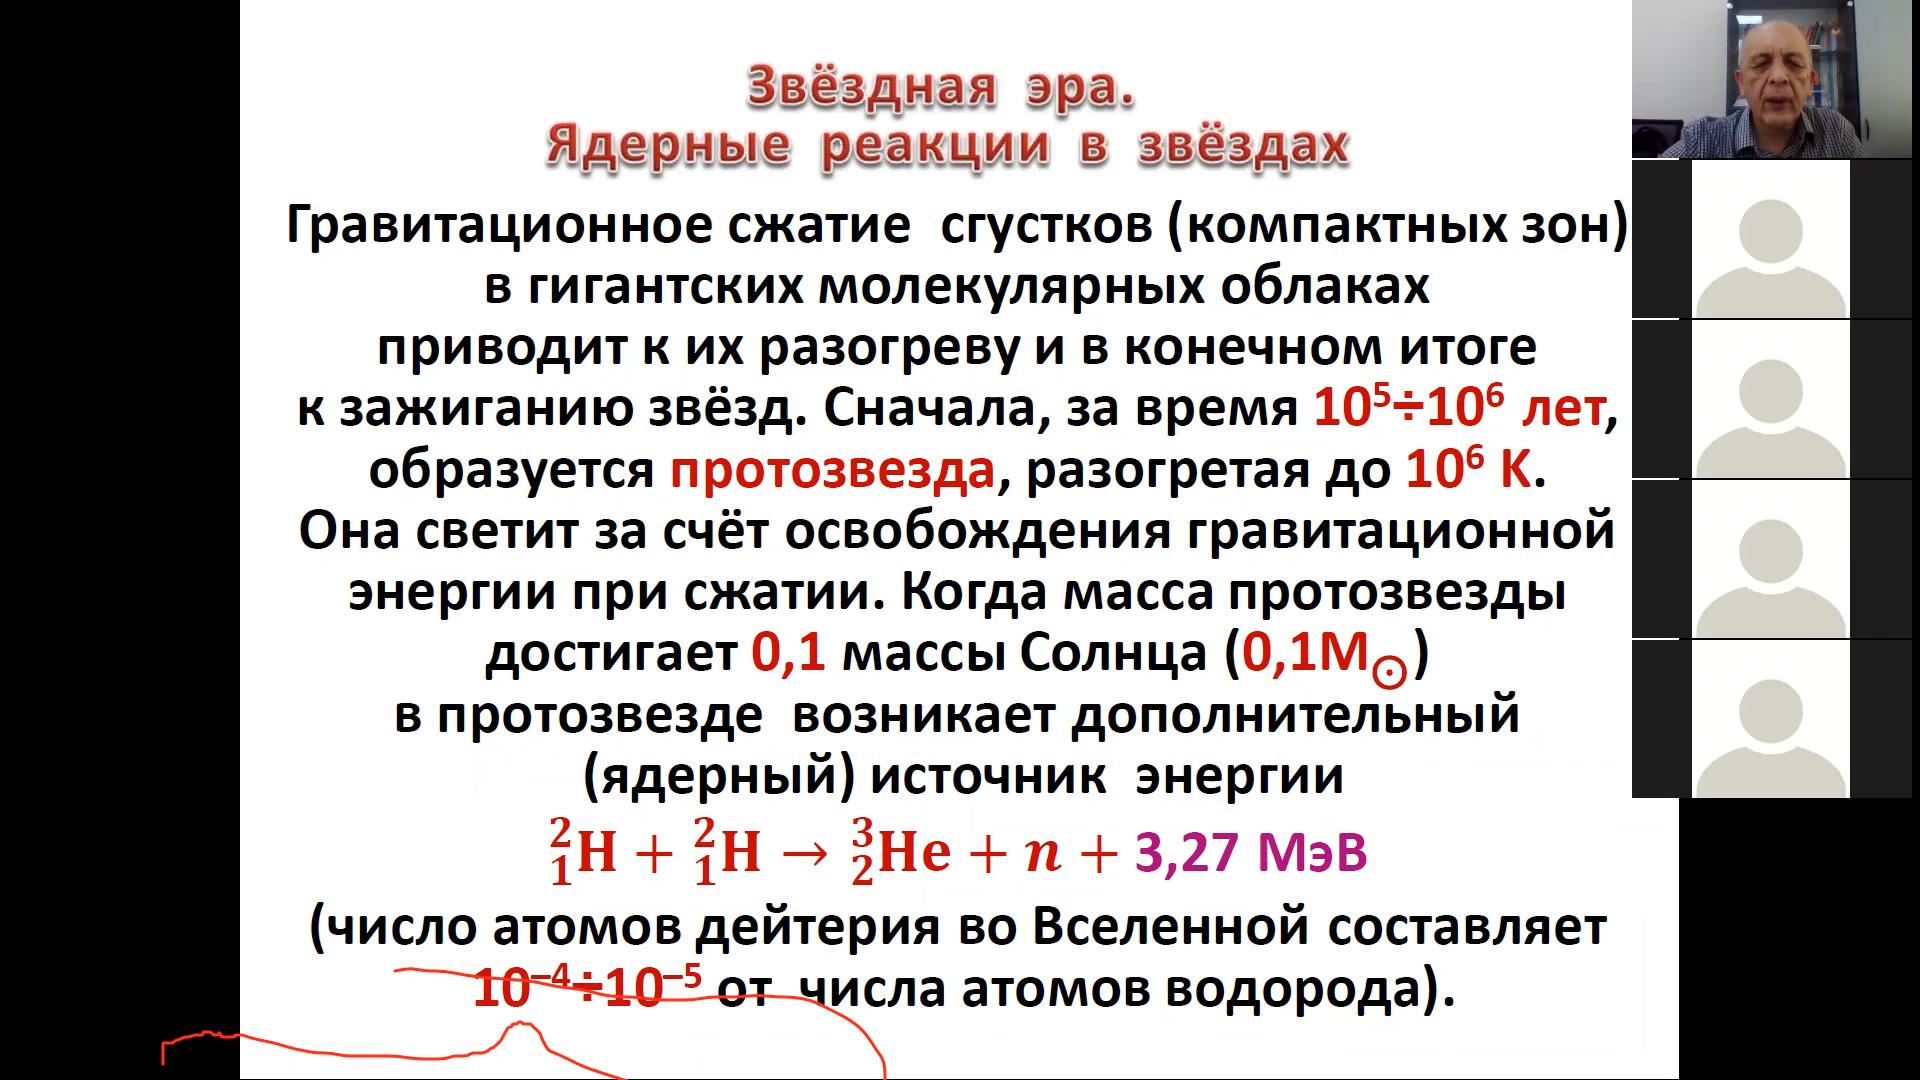 Звёздная эра.
Ядерные реакции в звёздах
Гравитационное сжатие сгустков (компактных зон)
в гигантских молекулярных облаках
приводит к их разогреву и в конечном итоге
к зажиганию звёзд. Сначала, за время 10⁵÷10⁶ лет,
образуется протозвезда, разогретая до 10⁶ K.
Она светит за счёт освобождения гравитационной
энергии при сжатии. Когда масса протозвезды
достигает 0,1 массы Солнца (0,1M☉)
в протозвезде возникает дополнительный
(ядерный) источник энергии
²₁H + ²₁H → ³₂He + n + 3,27 МэВ
(число атомов дейтерия во Вселенной составляет
10⁻⁴÷10⁻⁵ от числа атомов водорода).